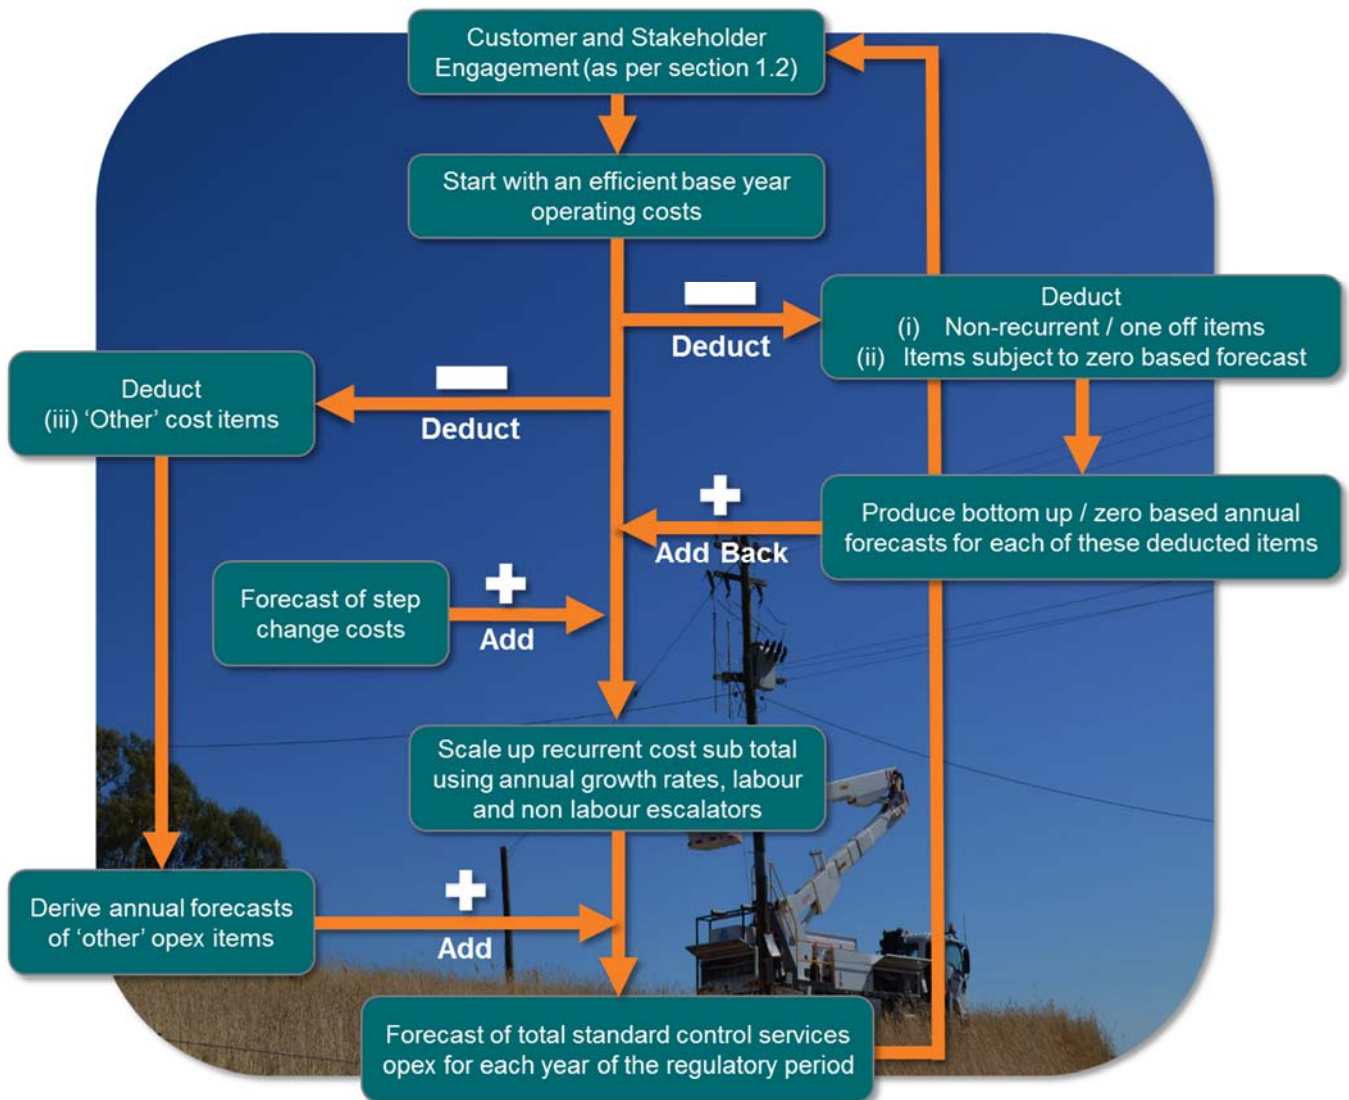 Customer and Stakeholder
Engagement (as per section 1.2)
Start with an efficient base year
operating costs
Deduct
Deduct
(i) Non-recurrent / one off items
(ii) Items subject to zero based forecast
Deduct
(iii) ‘Other’ cost items
Deduct
Produce bottom up / zero based annual
forecasts for each of these deducted items
Add Back
Forecast of step
change costs
Add
Scale up recurrent cost sub total
using annual growth rates, labour
and non labour escalators
Derive annual forecasts
of ‘other’ opex items
Add
Forecast of total standard control services
opex for each year of the regulatory period